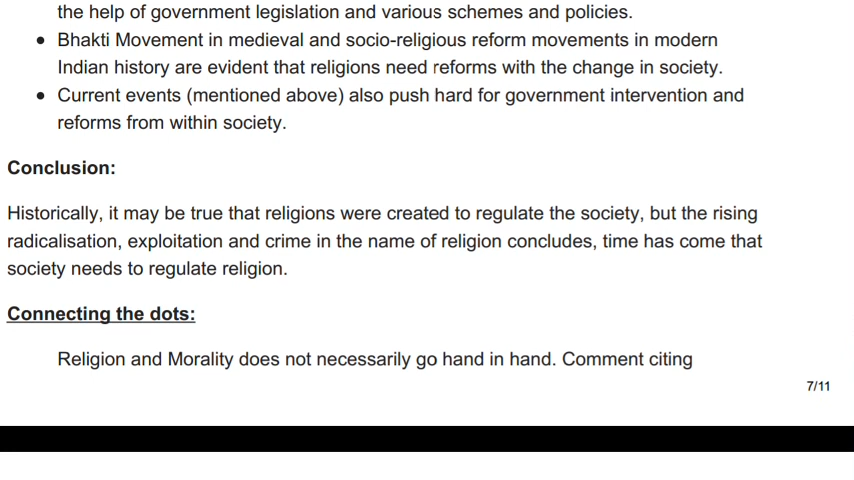 the help of government legislation and various schemes and policies.
• Bhakti Movement in medieval and socio-religious reform movements in modern
Indian history are evident that religions need reforms with the change in society.
• Current events (mentioned above) also push hard for government intervention and
reforms from within society.
Conclusion:
Historically, it may be true that religions were created to regulate the society, but the rising
radicalisation, exploitation and crime in the name of religion concludes, time has come that
society needs to regulate religion.
Connecting the dots:
Religion and Morality does not necessarily go hand in hand. Comment citing
7/11